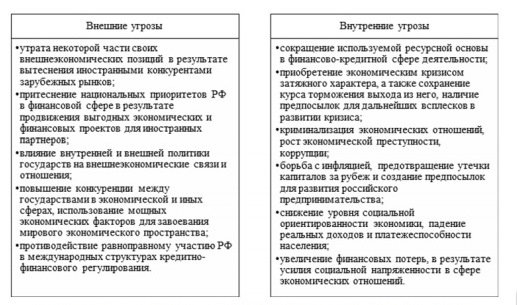 Внешние угрозы
•утрата некоторой части своих
внешнеэкономических позиций в результате
вытеснения иностранными конкурентами
зарубежных рынков;
•притеснение национальных приоритетов РФ
в финансовой сфере в результате
продвижения выгодных экономических и
финансовых проектов для иностранных
партнеров;
•влияние внутренней и внешней политики
государств на внешнеэкономические связи и
отношения;
•повышение конкуренции между
государствами в экономической и иных
сферах, использование мощных
экономических факторов для завоевания
мирового экономического пространства;
•противодействие равноправному участию РФ
в международных структурах кредитно-
финансового регулирования.
Внутренние угрозы
•сокращение используемой ресурсной основы
в финансово-кредитной сфере деятельности;
•приобретение экономическим кризисом
затяжного характера, а также сохранение
курса торможения выхода из него, наличие
предпосылок для дальнейших всплесков в
развитии кризиса;
•криминализация экономических отношений,
рост экономической преступности,
коррупции;
•борьба с инфляцией, предотвращение утечки
капиталов за рубеж и создание предпосылок
для развития российского
предпринимательства;
•снижение уровня социальной
ориентированности экономики, падение
реальных доходов и платежеспособности
населения;
•увеличение финансовых потерь, в результате
усилия социальной напряженности в сфере
экономических отношений.